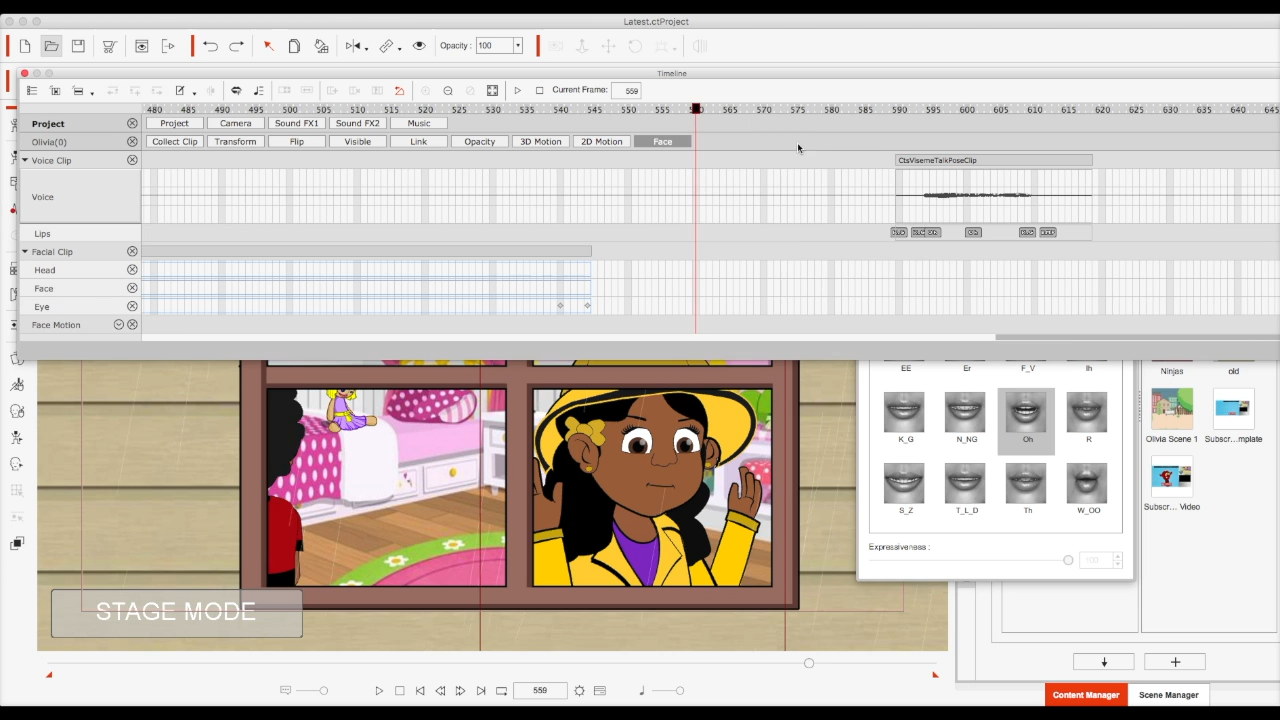 Latest.ctProject
Opacity : 100
Timeline
Current Frame: 559
480 485 490 495 500 505 510 515 520 525 530 535 540 545 550 555 565 570 575 585 590 595 600 605 610 615 620 625 630 635 640 645
Project Project Camera Sound FX1 Sound FX2 Music
Olivia(0) Collect Clip Transform Flip Visible Link Opacity 3D Motion 2D Motion Face
Voice Clip CtsVisemeTalkPoseClip
Voice
Lips Oh Oh
Facial Clip
Head
Face
Eye
Face Motion
EE Er F_V Ih Ninjas old
K_G N_NG Oh R Olivia Scene 1 Subscr...mplate
S_Z T_L_D Th W_OO Subscr... Video
Expressiveness :
STAGE MODE
559
Content Manager Scene Manager